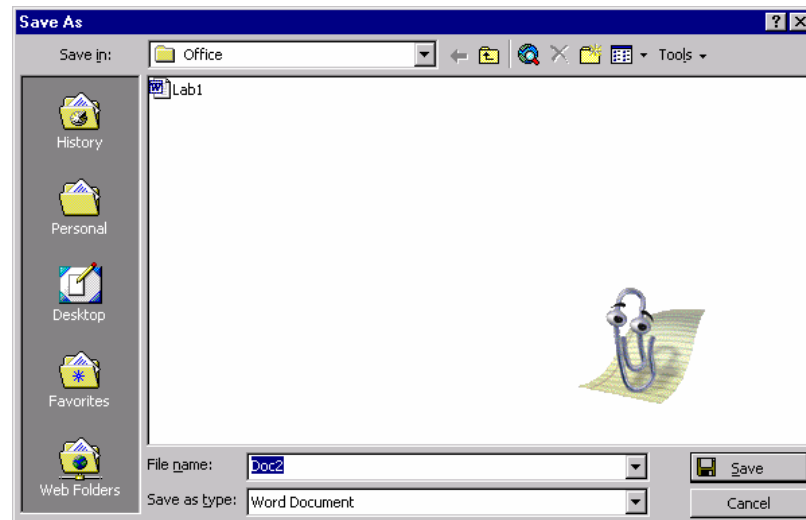 Save As
Save in: Office Tools
Lab1
History
Personal
Desktop
Favorites
Web Folders
File name: Doc2 Save
Save as type: Word Document Cancel